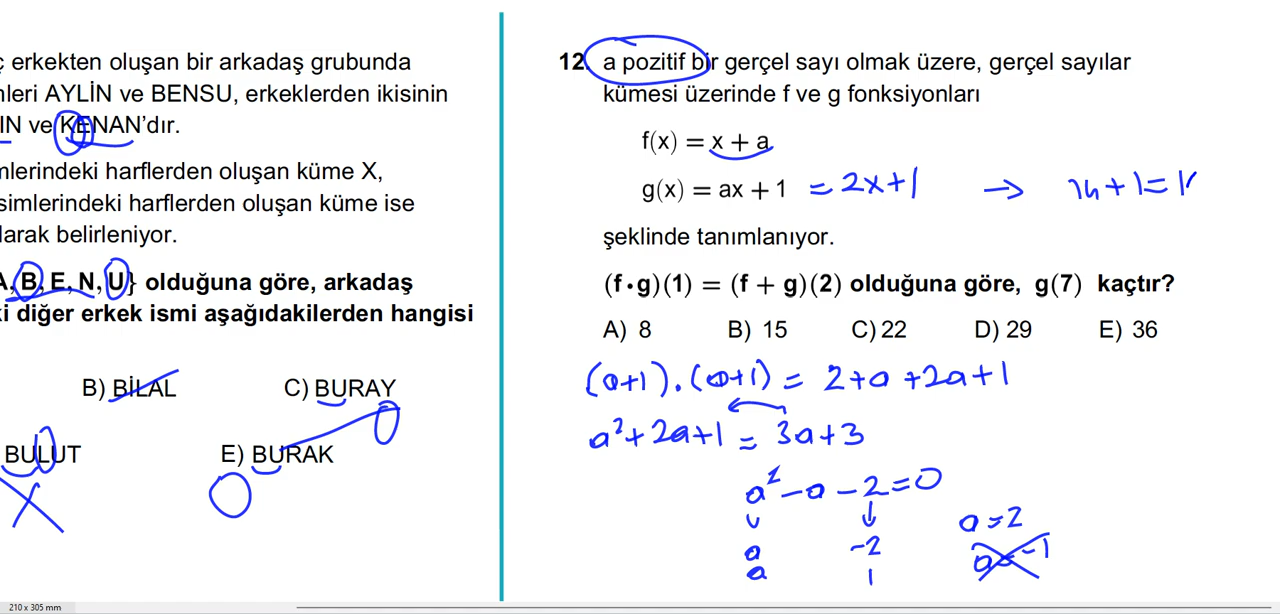 ç erkekten oluşan bir arkadaş grubunda
nleri AYLİN ve BENSU, erkeklerden ikisinin
IN ve KENAN'dır.
mlerindeki harflerden oluşan küme X,
simlerindeki harflerden oluşan küme ise
larak belirleniyor.
A, B, E, N, U} olduğuna göre, arkadaş
ki diğer erkek ismi aşağıdakilerden hangisi
B) BİLAL C) BURAY
BULUT E) BURAK
12. a pozitif bir gerçel sayı olmak üzere, gerçel sayılar
kümesi üzerinde f ve g fonksiyonları
f(x) = x + a
g(x) = ax + 1 = 2x+1 → 14+1=1
şeklinde tanımlanıyor.
(f•g)(1) = (f + g)(2) olduğuna göre, g(7) kaçtır?
A) 8 B) 15 C) 22 D) 29 E) 36
(a+1).(a+1) = 2+a+2a+1
a²+2a+1 = 3a+3
a²-a-2=0
a=2
a -2 a=-1
a 1
210 x 305 mm